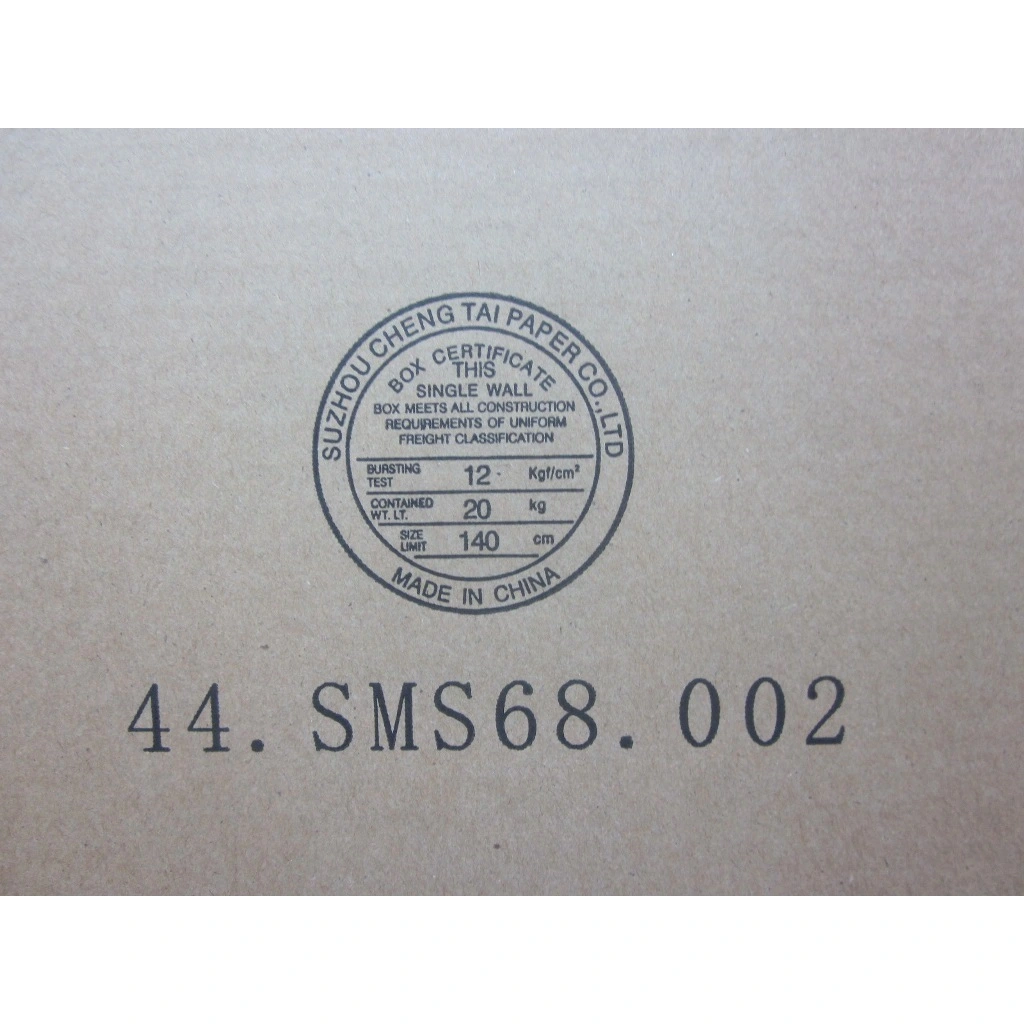 SUZHOU CHENG TAI PAPER CO.,LTD
BOX CERTIFICATE
THIS
SINGLE WALL
BOX MEETS ALL CONSTRUCTION
REQUIREMENTS OF UNIFORM
FREIGHT CLASSIFICATION
BURSTING TEST 12 Kgf/cm²
CONTAINED WT. LT. 20 kg
SIZE LIMIT 140 cm
MADE IN CHINA
44.SMS68.002